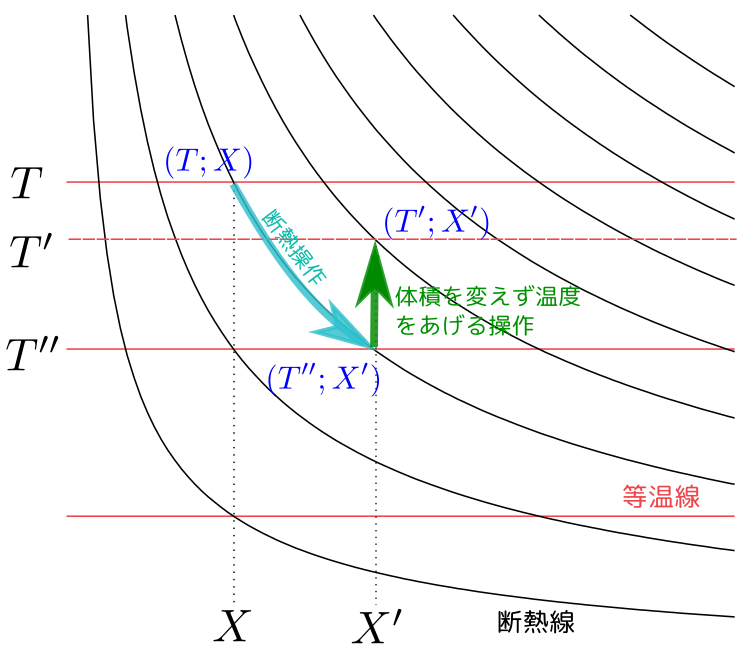 (T; X)
T
断熱操作
(T′; X′)
T′
体積を変えず温度
をあげる操作
T″
(T″; X′)
等温線
X
X′
断熱線